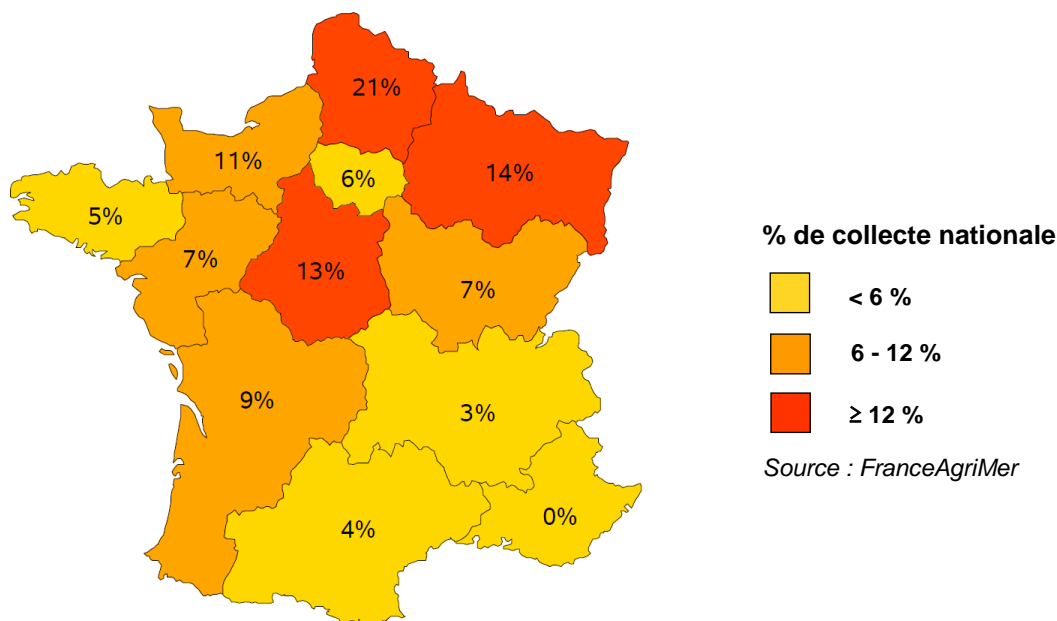 21%
11%
6%
14%
5%
7%
13%
7%
9%
3%
4%
0%
% de collecte nationale
< 6 %
6 - 12 %
≥ 12 %
Source : FranceAgriMer